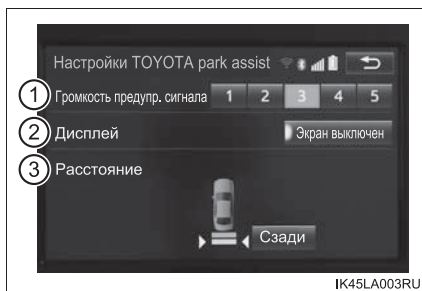 Настройки TOYOTA park assist
1 Громкость предупр. сигнала 1 2 3 4 5
2 Дисплей Экран выключен
3 Расстояние
Сзади
IK45LA003RU